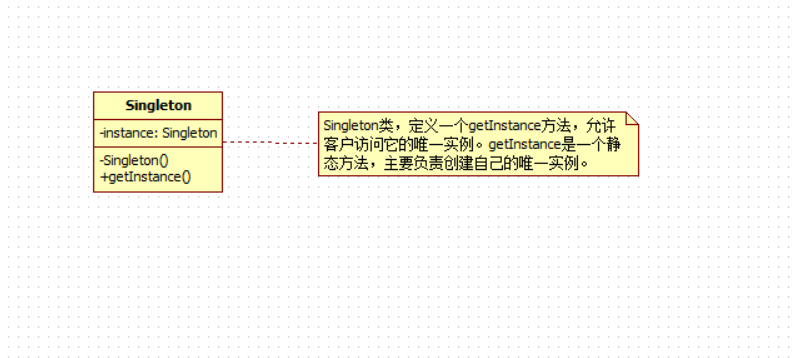 Singleton
-instance: Singleton
-Singleton()
+getInstance()
Singleton类，定义一个getInstance方法，允许
客户访问它的唯一实例。getInstance是一个静
态方法，主要负责创建自己的唯一实例。